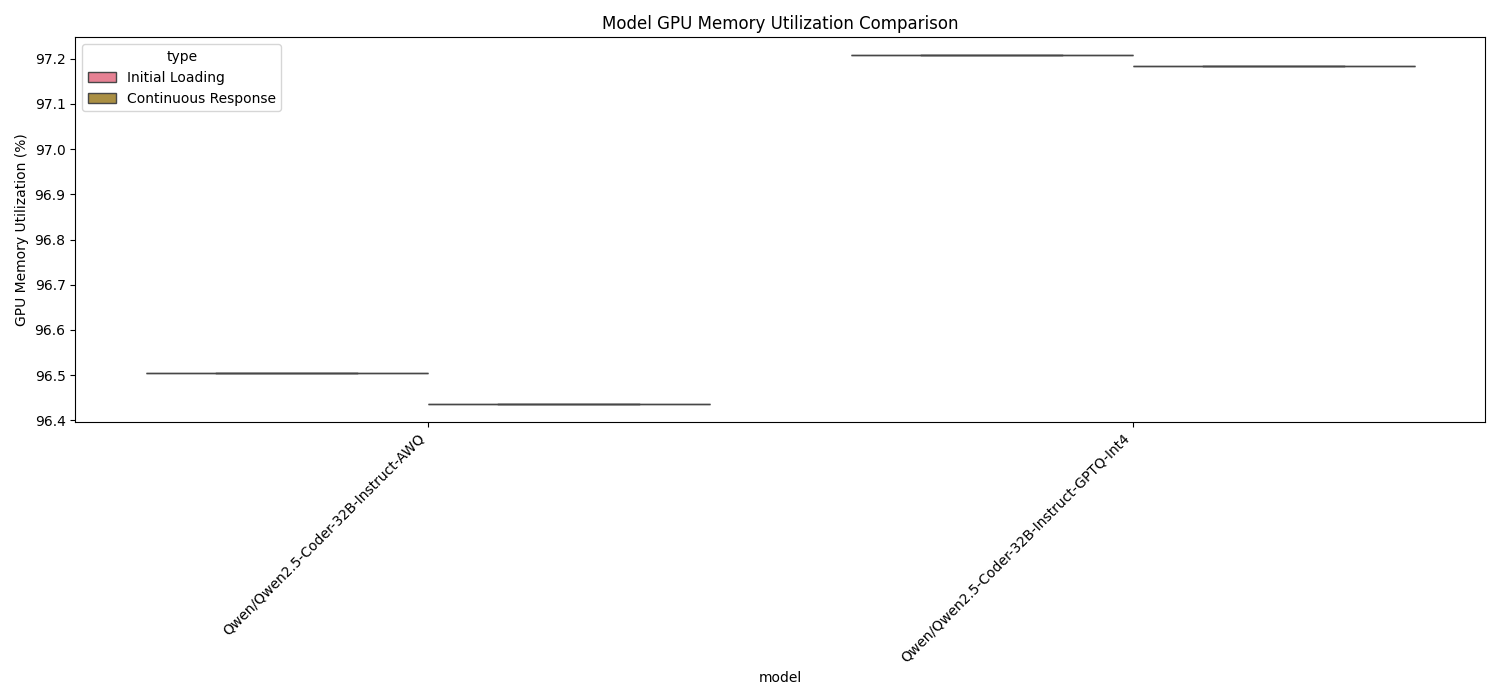 Model GPU Memory Utilization Comparison
type
Initial Loading
Continuous Response
GPU Memory Utilization (%)
97.2
97.1
97.0
96.9
96.8
96.7
96.6
96.5
96.4
Qwen/Qwen2.5-Coder-32B-Instruct-AWQ
Qwen/Qwen2.5-Coder-32B-Instruct-GPTQ-Int4
model